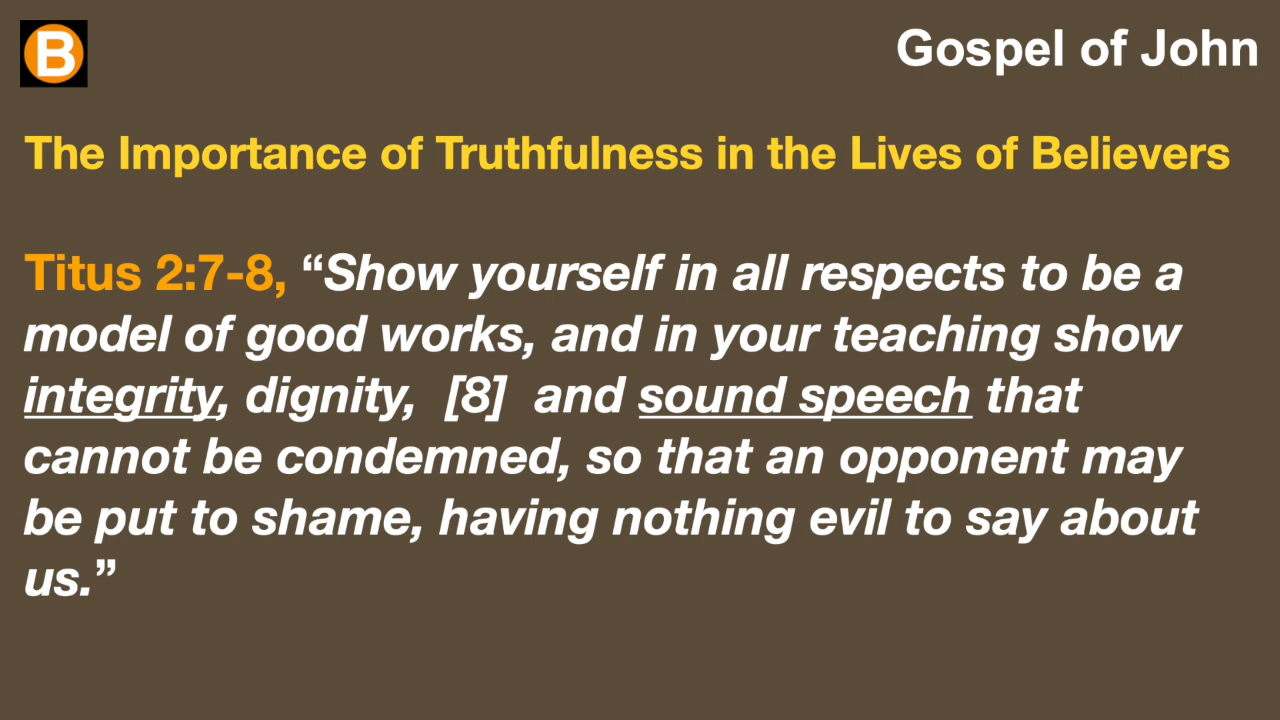 B
Gospel of John
The Importance of Truthfulness in the Lives of Believers
Titus 2:7-8, “Show yourself in all respects to be a
model of good works, and in your teaching show
integrity, dignity,  [8]  and sound speech that
cannot be condemned, so that an opponent may
be put to shame, having nothing evil to say about
us.”